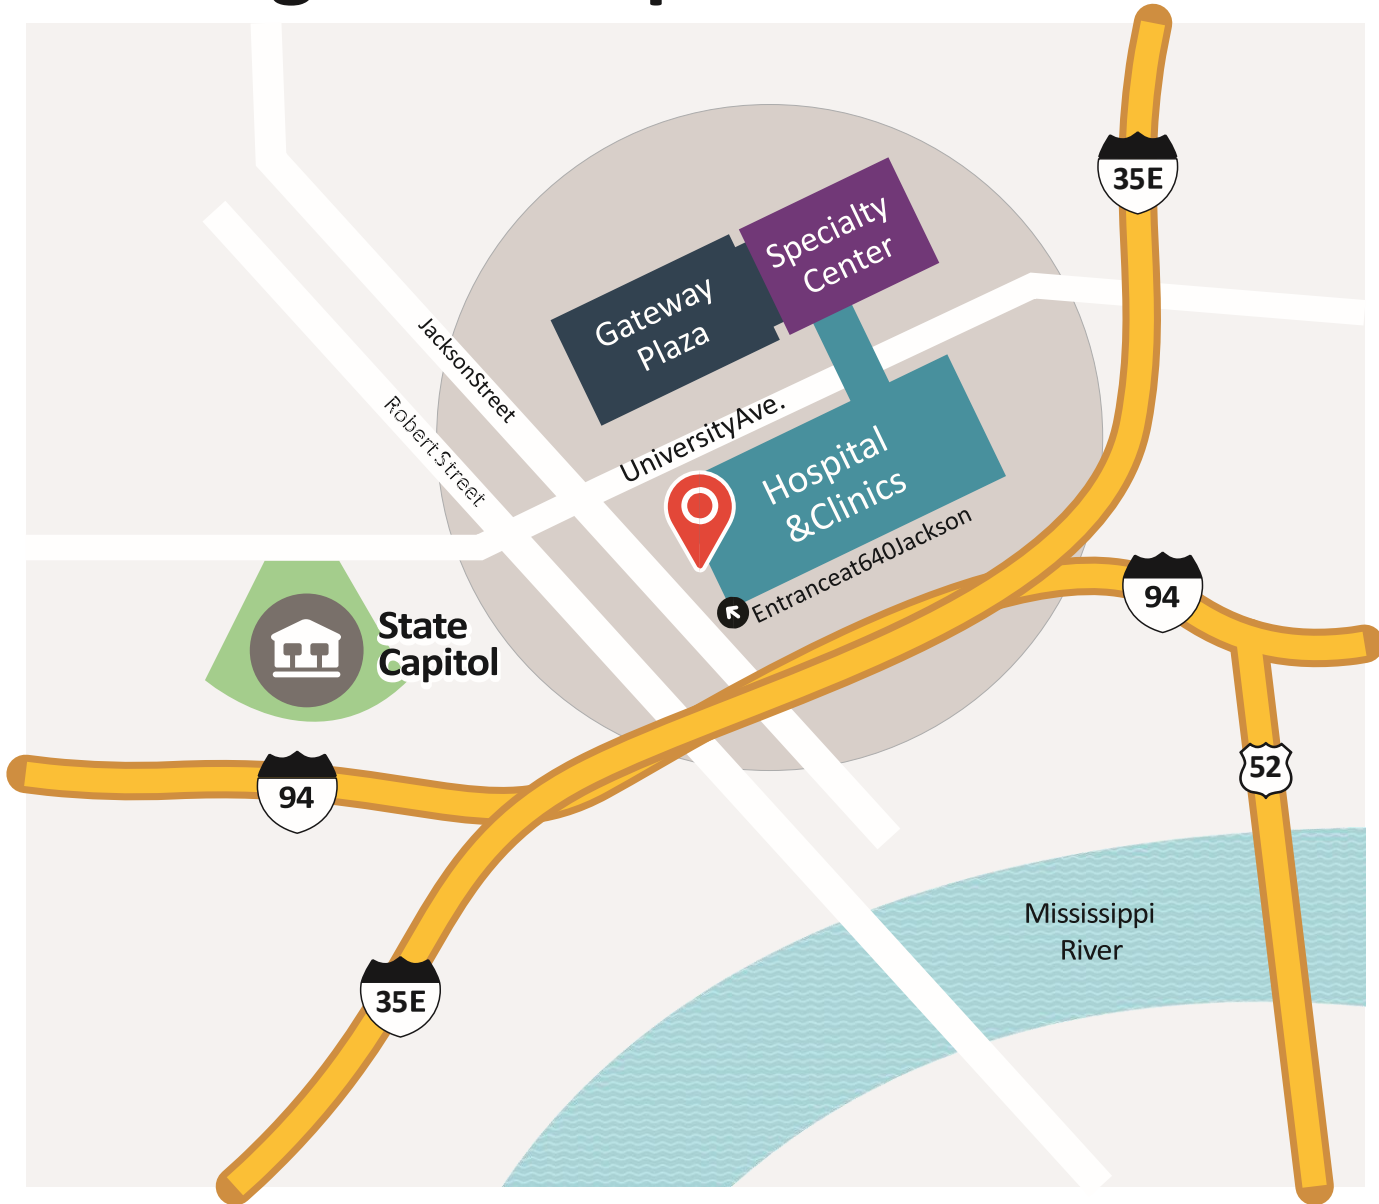 35E
Specialty
Center
Gateway
Plaza
JacksonStreet
Robert Street
UniversityAve.
Hospital
&Clinics
Entranceat640Jackson
94
State
Capitol
52
94
Mississippi
River
35E